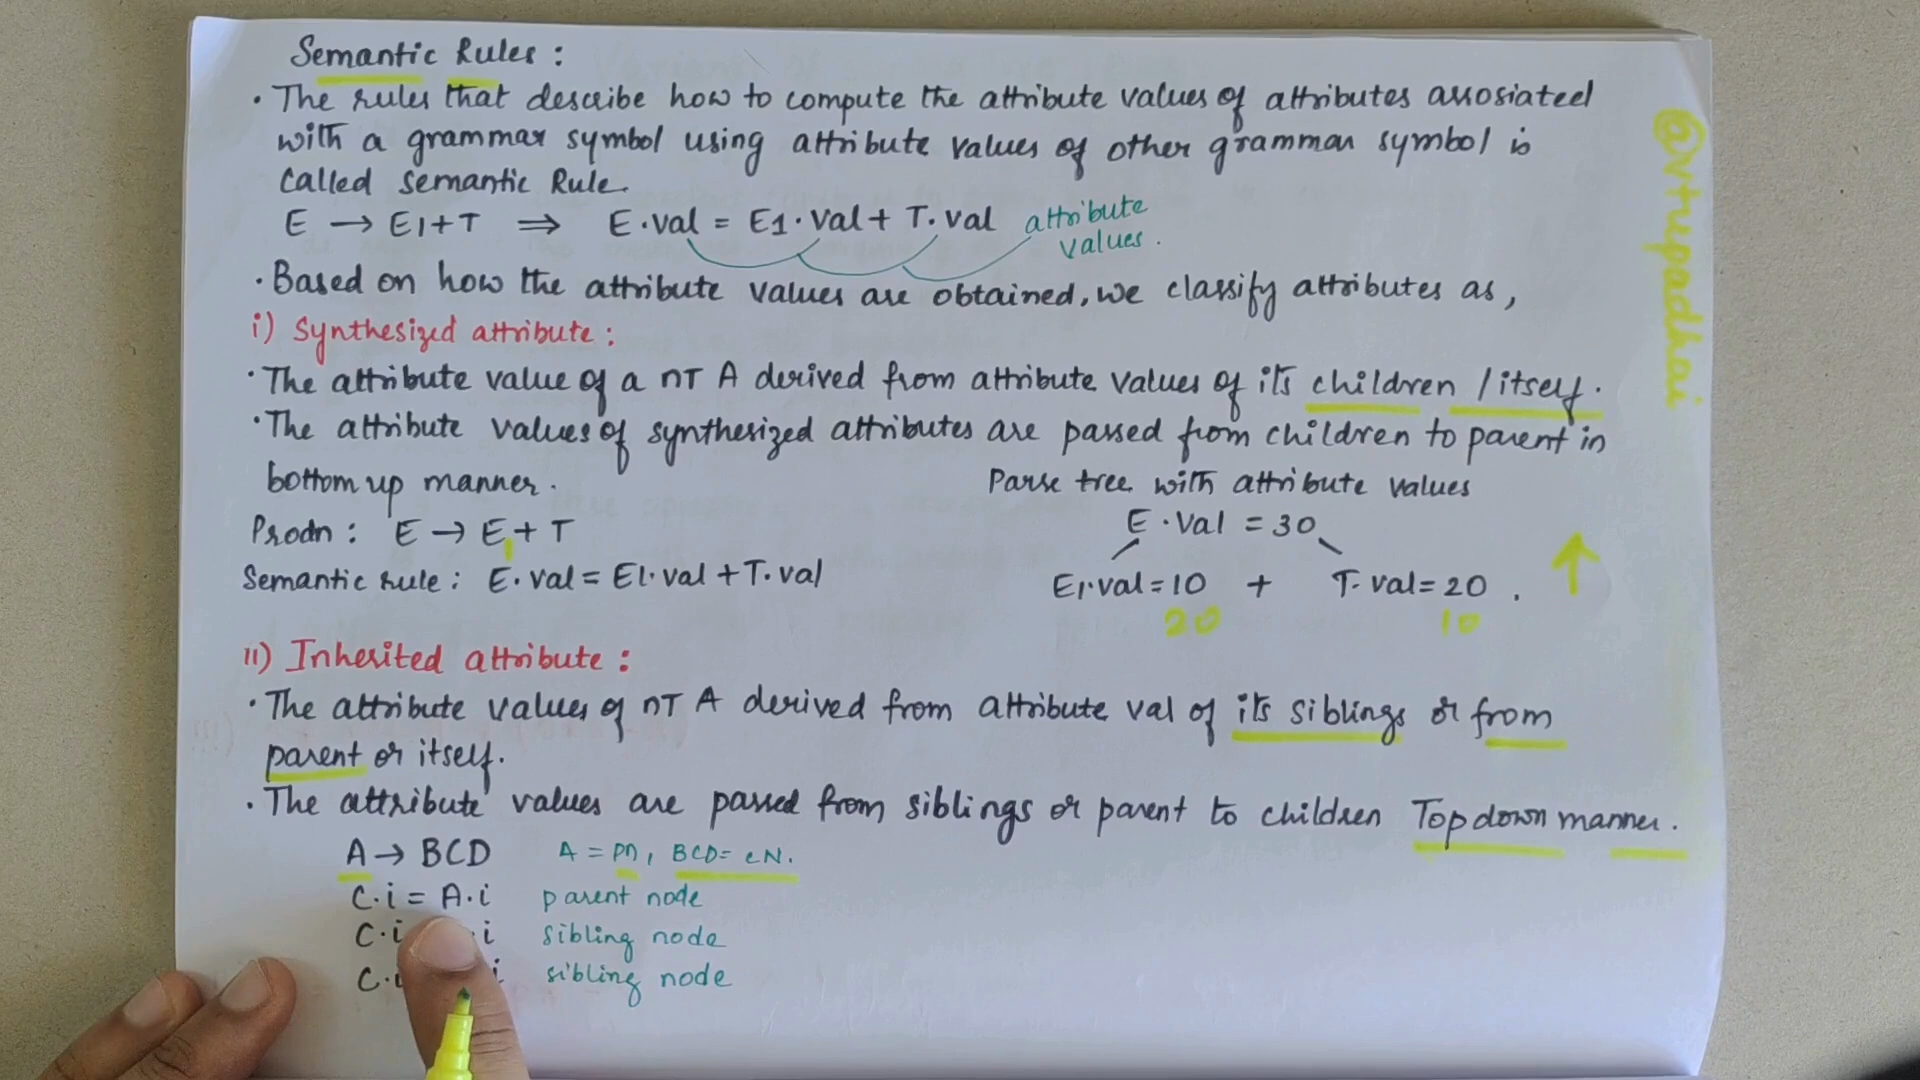 Semantic Rules :
• The rules that describe how to compute the attribute values of attributes assosiated
with a grammar symbol using attribute values of other grammar symbol is
Called semantic Rule.
E → E1+T ⇒ E.val = E1.val + T.val attribute
values.
• Based on how the attribute values are obtained, we classify attributes as,
i) Synthesized attribute :
• The attribute value of a nT A derived from attribute values of its children / itself.
• The attribute values of synthesized attributes are passed from children to parent in
bottom up manner.
Parse tree with attribute values
Prodn : E → E1 + T
E.val = 30
Semantic rule : E.val = E1.val + T.val
E1.val = 10 + T.val = 20 .
20 10
ii) Inherited attribute :
• The attribute values of nT A derived from attribute val of its siblings or from
parent or itself.
• The attribute values are passed from siblings or parent to children Top down manner.
A → BCD A = PN, BCD = CN.
C.i = A.i parent node
C.i i sibling node
C.i i sibling node
@vtupadhai